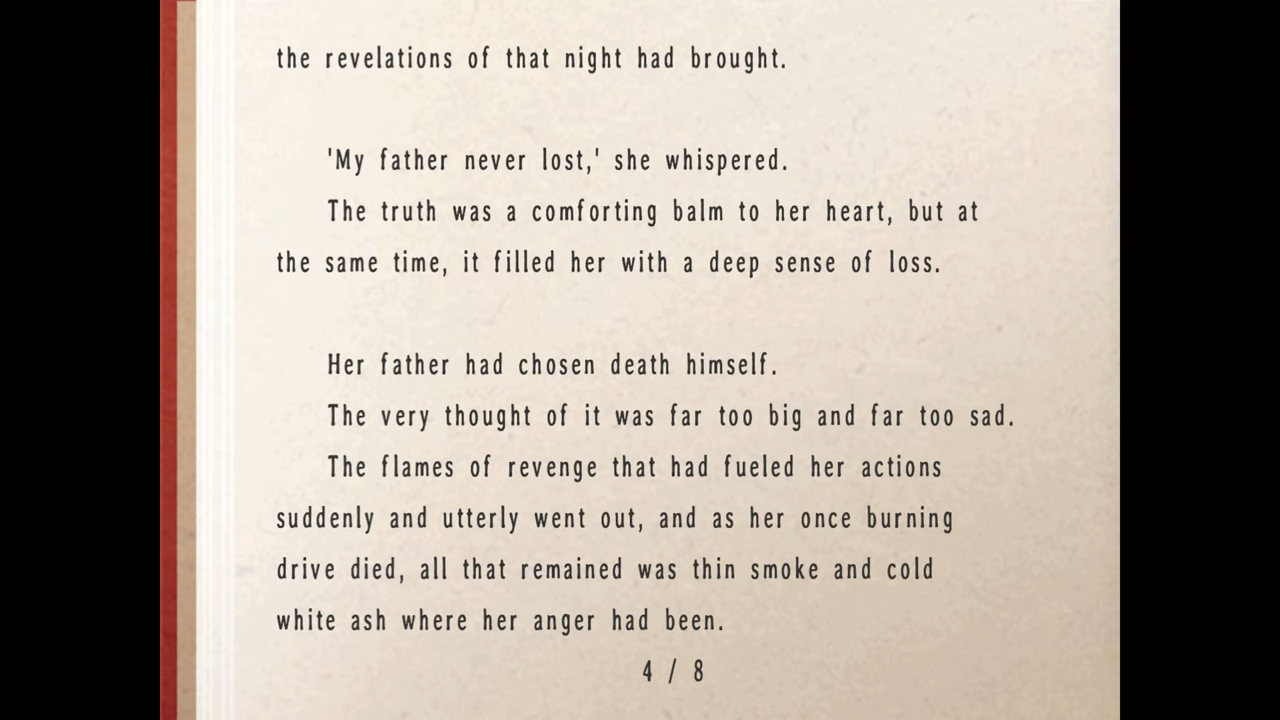 the revelations of that night had brought.
'My father never lost,' she whispered.
The truth was a comforting balm to her heart, but at
the same time, it filled her with a deep sense of loss.
Her father had chosen death himself.
The very thought of it was far too big and far too sad.
The flames of revenge that had fueled her actions
suddenly and utterly went out, and as her once burning
drive died, all that remained was thin smoke and cold
white ash where her anger had been.
4 / 8